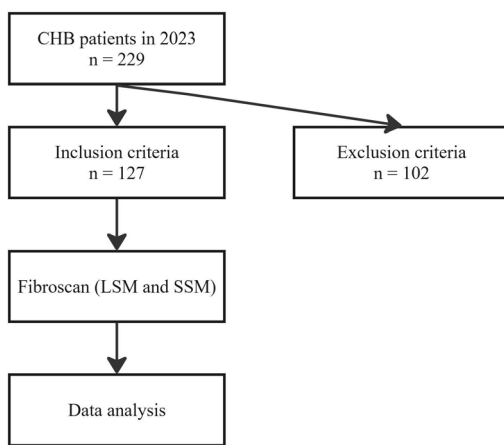 CHB patients in 2023
n = 229
Inclusion criteria
n = 127
Exclusion criteria
n = 102
Fibroscan (LSM and SSM)
Data analysis